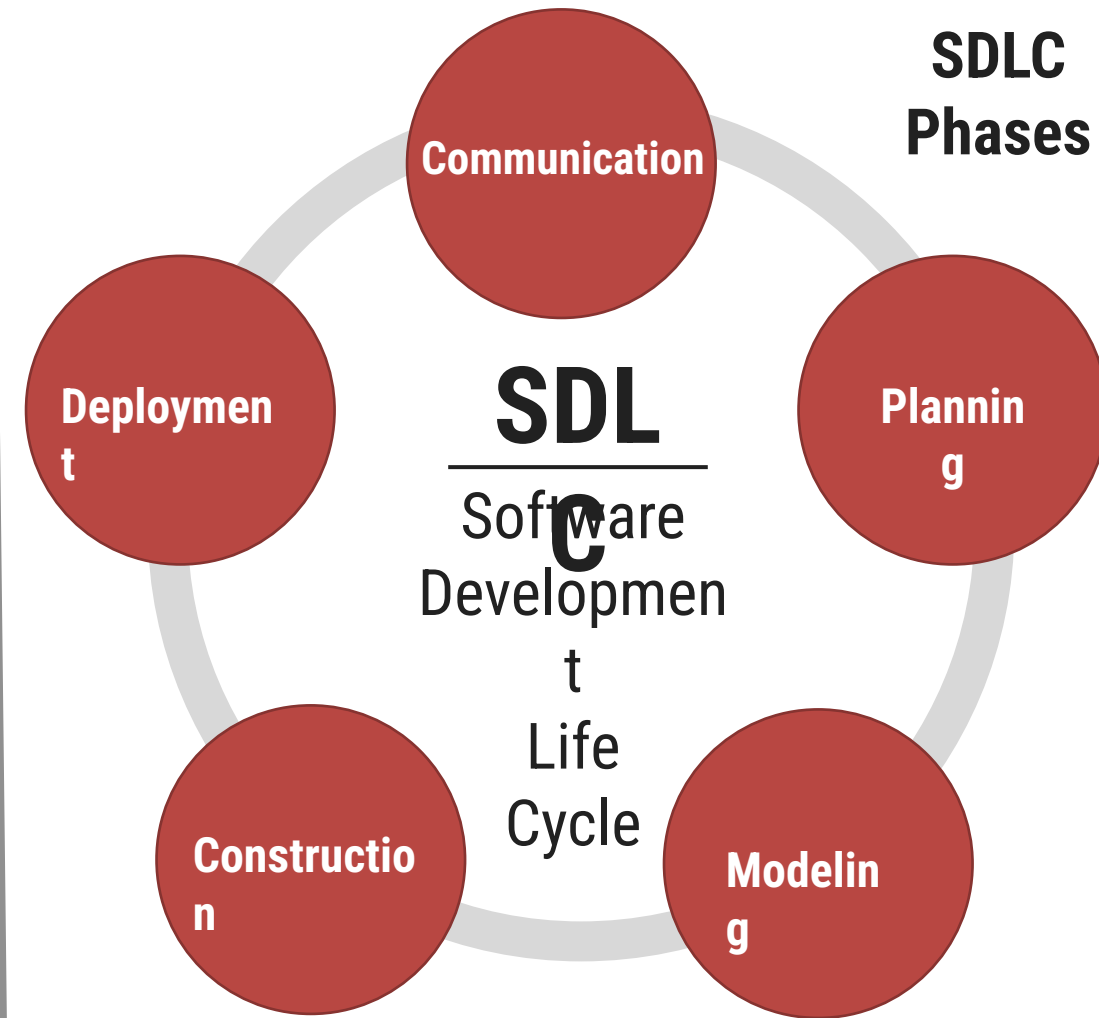 SDLC
Phases
Communication
Deploymen
t
Plannin
g
SDL
C
Software
Developmen
t
Life
Cycle
Constructio
n
Modelin
g